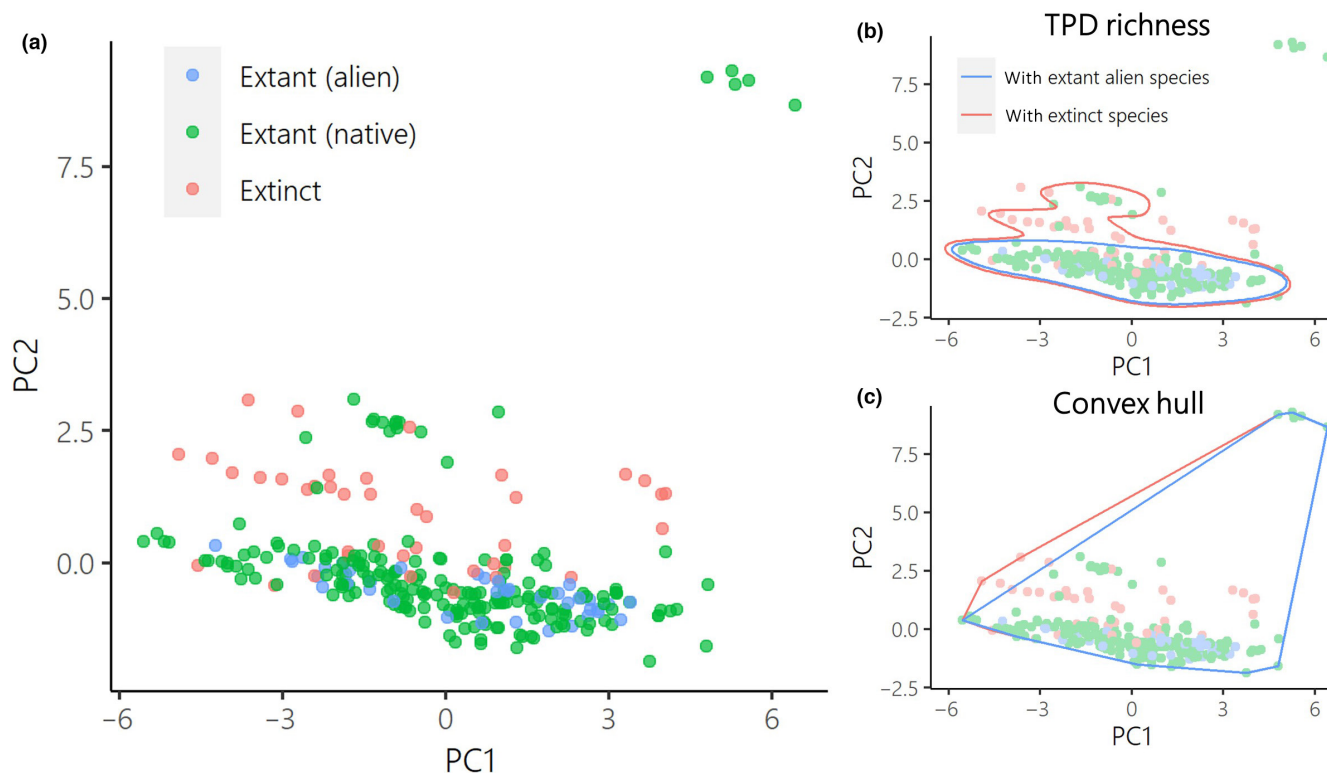 (a)
Extant (alien)
Extant (native)
Extinct
7.5
5.0
2.5
0.0
PC2
−6
−3
0
3
6
PC1
(b)
TPD richness
With extant alien species
With extinct species
7.5
5.0
2.5
0.0
−2.5
PC2
−6
−3
0
3
6
PC1
(c)
Convex hull
7.5
5.0
2.5
0.0
−2.5
PC2
−6
−3
0
3
6
PC1